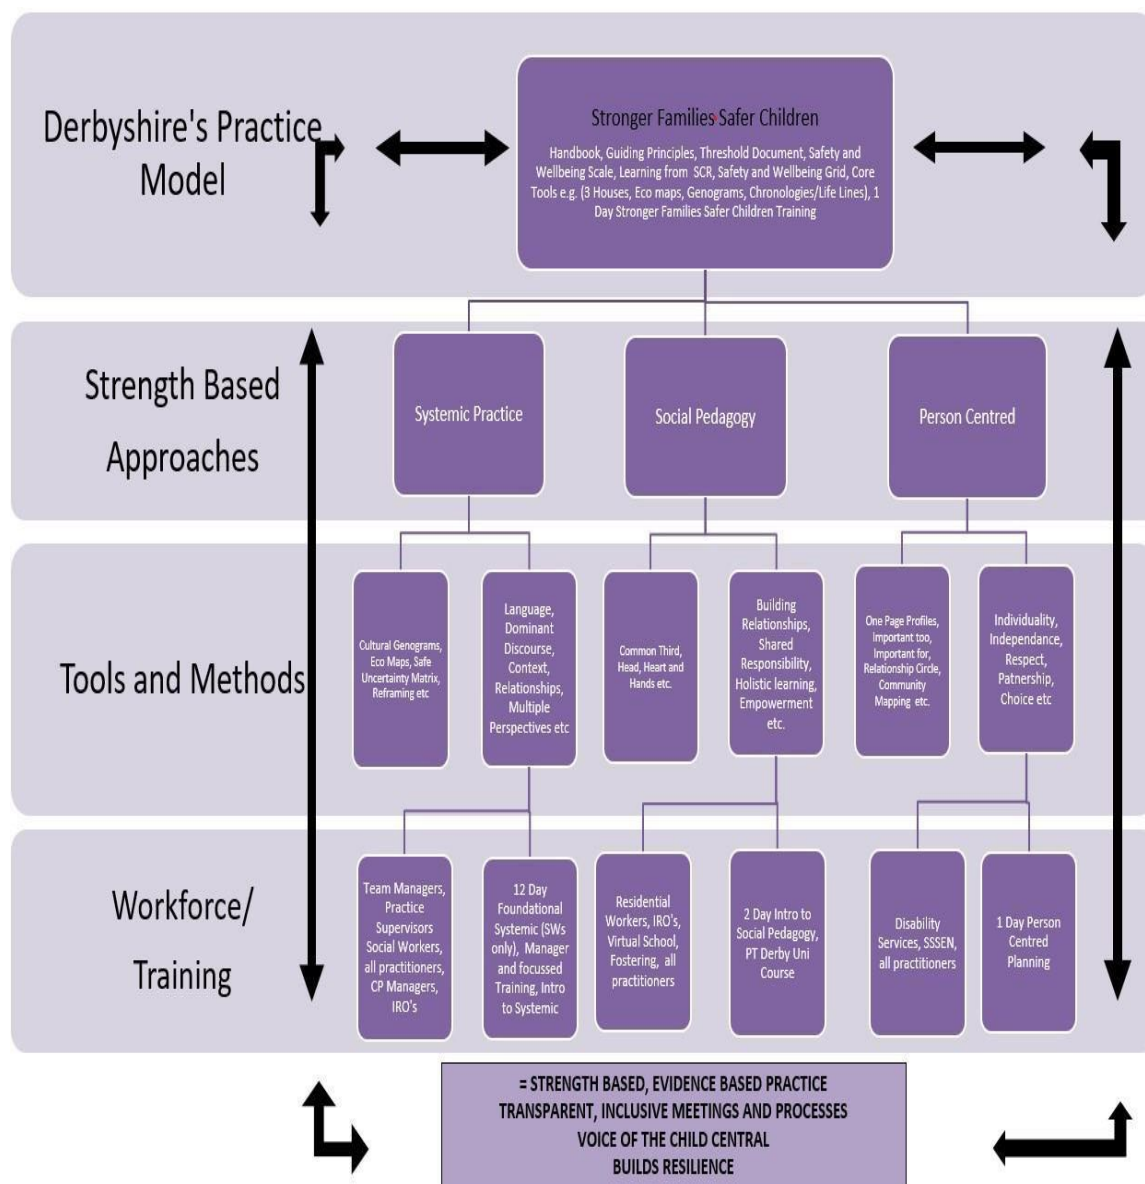 Derbyshire's Practice
Model
Stronger Families Safer Children
Handbook, Guiding Principles, Threshold Document, Safety and
Wellbeing Scale, Learning from SCR, Safety and Wellbeing Grid, Core
Tools e.g. (3 Houses, Eco maps, Genograms, Chronologies/Life Lines), 1
Day Stronger Families Safer Children Training
Strength Based
Approaches
Systemic Practice
Social Pedagogy
Person Centred
Tools and Methods
Cultural Genograms,
Eco Maps, Safe
Uncertainty Matrix,
Reframing etc
Language,
Dominant
Discourse,
Context,
Relationships,
Multiple
Perspectives etc
Common Third,
Head, Heart and
Hands etc.
Building
Relationships,
Shared
Responsibility,
Holistic learning,
Empowerment
etc.
One Page Profiles,
Important too,
Important for,
Relationship Circle,
Community
Mapping etc.
Individuality,
Independance,
Respect,
Patnership,
Choice etc
Workforce/
Training
Team Managers,
Practice
Supervisors
Social Workers,
all practitioners,
CP Managers,
IRO's
12 Day
Foundational
Systemic (SWs
only), Manager
and focussed
Training, Intro
to Systemic
Residential
Workers, IRO's,
Virtual School,
Fostering, all
practitioners
2 Day Intro to
Social Pedagogy,
PT Derby Uni
Course
Disability
Services, SSSEN,
all practitioners
1 Day Person
Centred
Planning
= STRENGTH BASED, EVIDENCE BASED PRACTICE
TRANSPARENT, INCLUSIVE MEETINGS AND PROCESSES
VOICE OF THE CHILD CENTRAL
BUILDS RESILIENCE